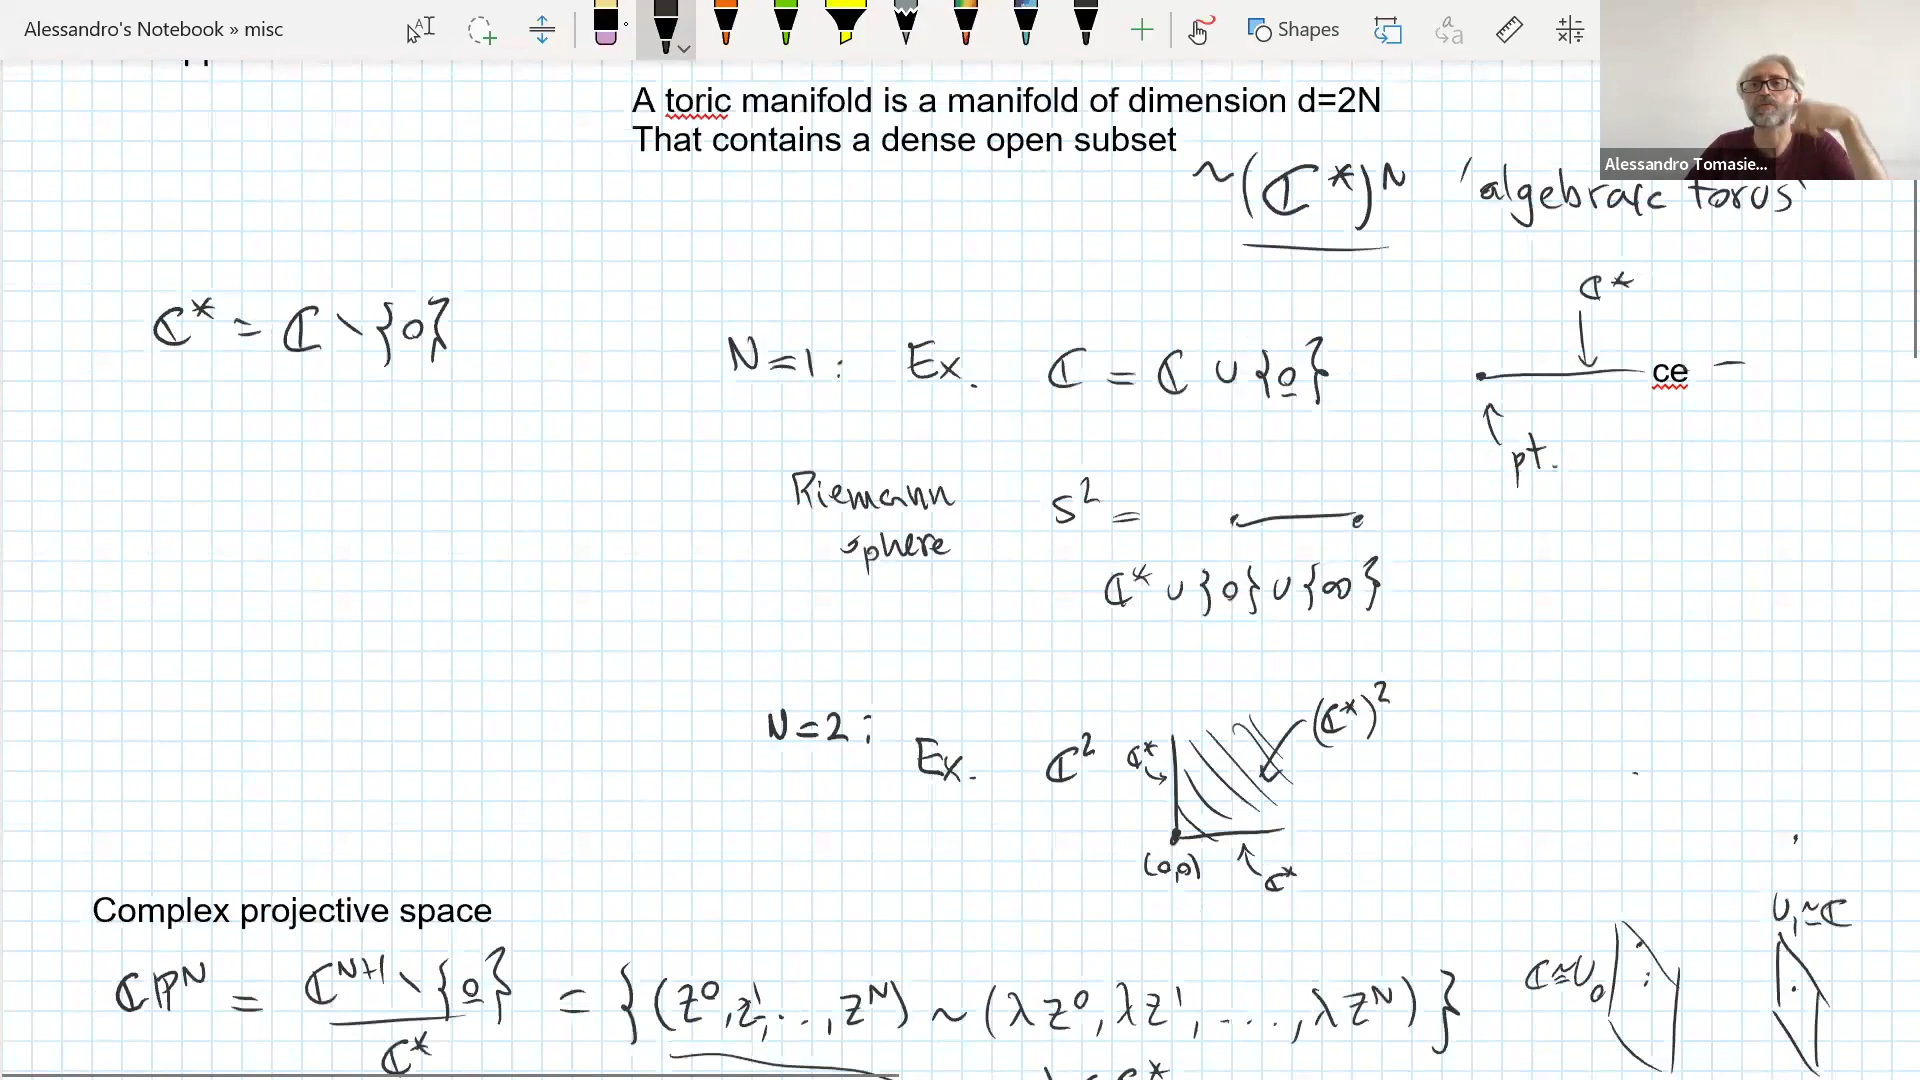 Alessandro's Notebook » misc
Shapes
Alessandro Tomasie...
A toric manifold is a manifold of dimension d=2N
That contains a dense open subset
~(ℂ*)^N 'algebraic torus'
ℂ* = ℂ \ {0}
ℂ*
N=1: Ex. ℂ = ℂ ∪ {0}
ce —
pt.
Riemann sphere
S² =
ℂ* ∪ {0} ∪ {∞}
N=2:
Ex. ℂ² ℂ* (ℂ*)²
(0,0) ℂ*
Complex projective space
U₁ ≃ ℂ
ℂP^N = ℂ^{N+1} \ {0} / ℂ* = {(z⁰, z¹, ..., z^N) ~ (λz⁰, λz¹, ..., λz^N)}
ℂ ≃ U₀